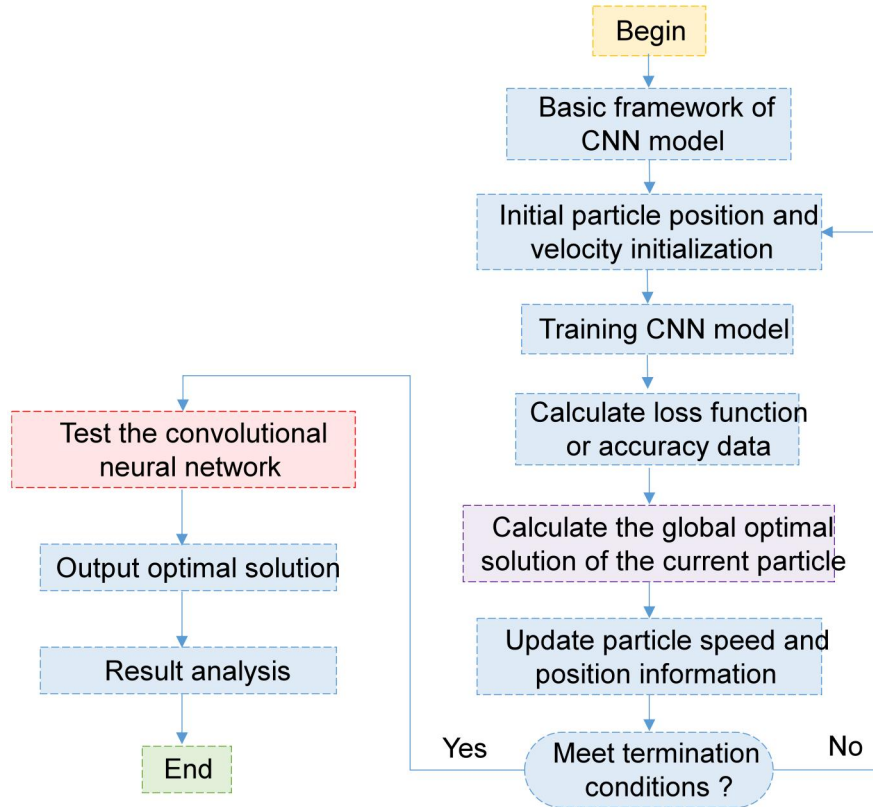 Begin
Basic framework of
CNN model
Initial particle position and
velocity initialization
Training CNN model
Calculate loss function
or accuracy data
Calculate the global optimal
solution of the current particle
Update particle speed and
position information
Meet termination
conditions ?
Yes
No
Test the convolutional
neural network
Output optimal solution
Result analysis
End